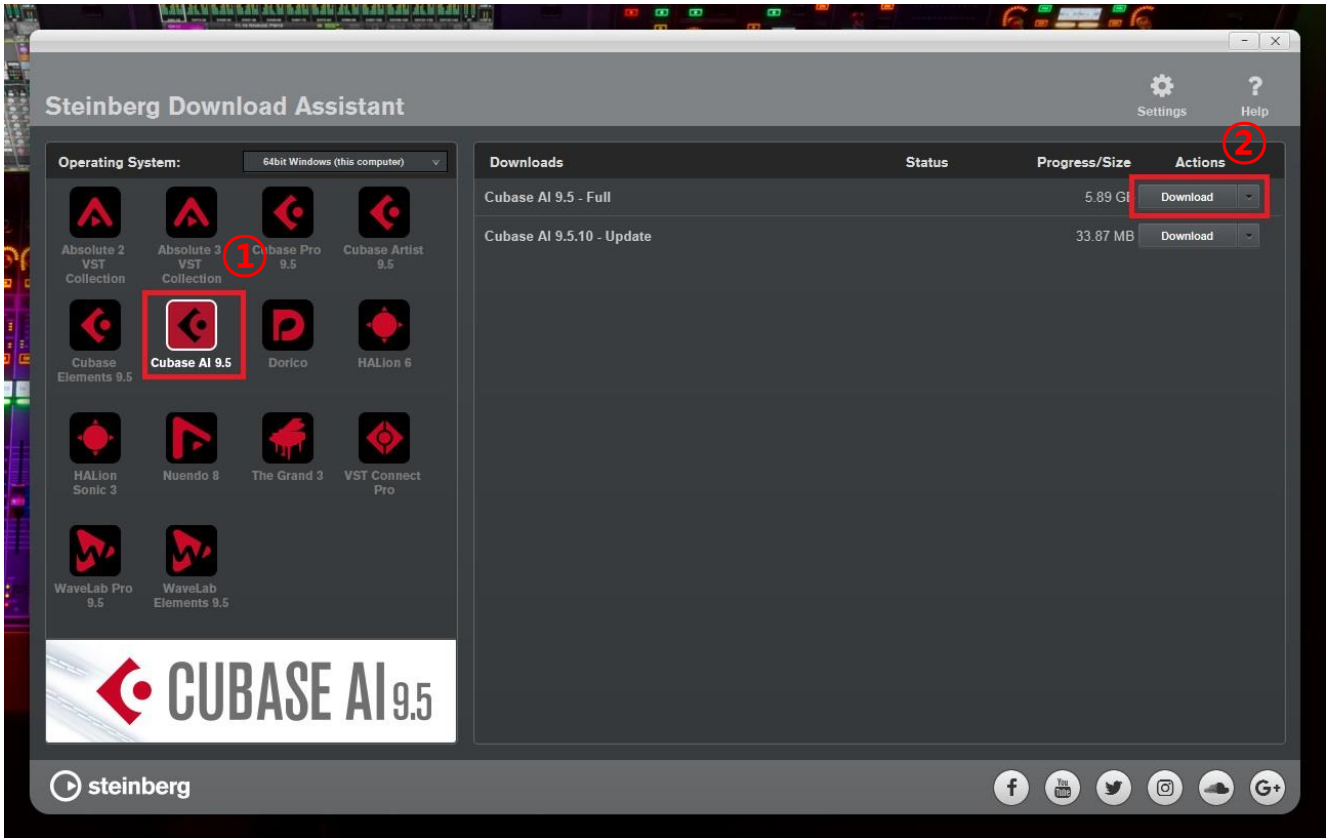 Steinberg Download Assistant
Settings
Help
②
Operating System:
64bit Windows (this computer)
Downloads
Status
Progress/Size
Actions
Cubase AI 9.5 - Full
5.89 GB
Download
Cubase AI 9.5.10 - Update
33.87 MB
Download
Absolute 2
VST
Collection
Absolute 3
VST
Collection
①
Cubase Pro
9.5
Cubase Artist
9.5
Cubase
Elements 9.5
Cubase AI 9.5
Dorico
HALion 6
HALion
Sonic 3
Nuendo 8
The Grand 3
VST Connect
Pro
WaveLab Pro
9.5
WaveLab
Elements 9.5
CUBASE AI 9.5
steinberg
f
You
Tube
G+